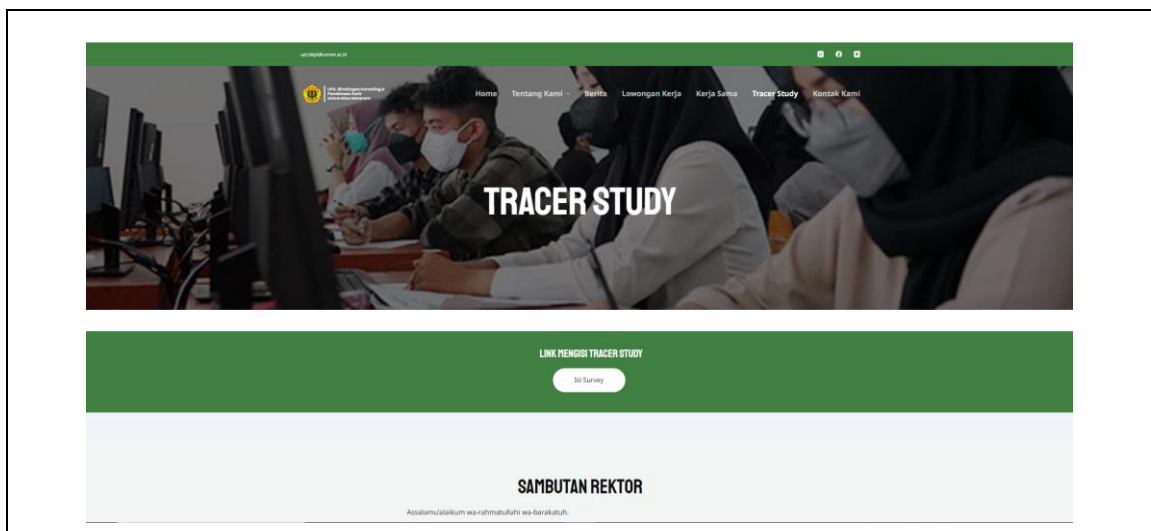 Home Tentang Kami Berita Lowongan Kerja Kerja Sama Tracer Study Kontak Kami
TRACER STUDY
LINK MENGISI TRACER STUDY
Isi Survey
SAMBUTAN REKTOR
Assalamu'alaikum wa-rahmatullahi wa-barakatuh.